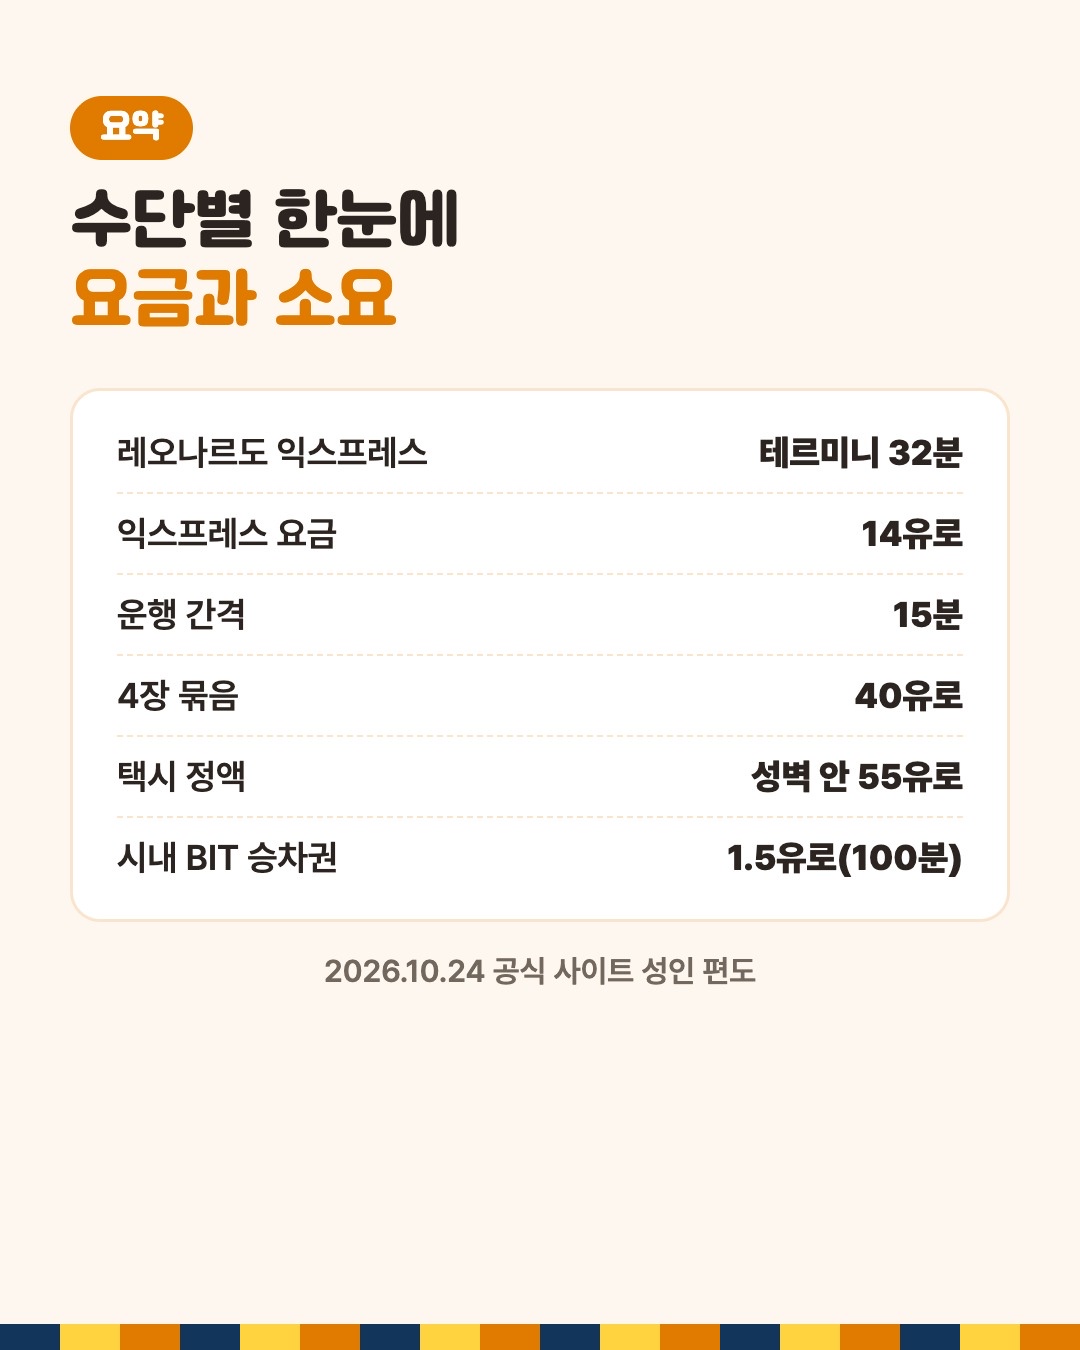 요약
수단별 한눈에
요금과 소요
레오나르도 익스프레스 테르미니 32분
익스프레스 요금 14유로
운행 간격 15분
4장 묶음 40유로
택시 정액 성벽 안 55유로
시내 BIT 승차권 1.5유로(100분)
2026.10.24 공식 사이트 성인 편도